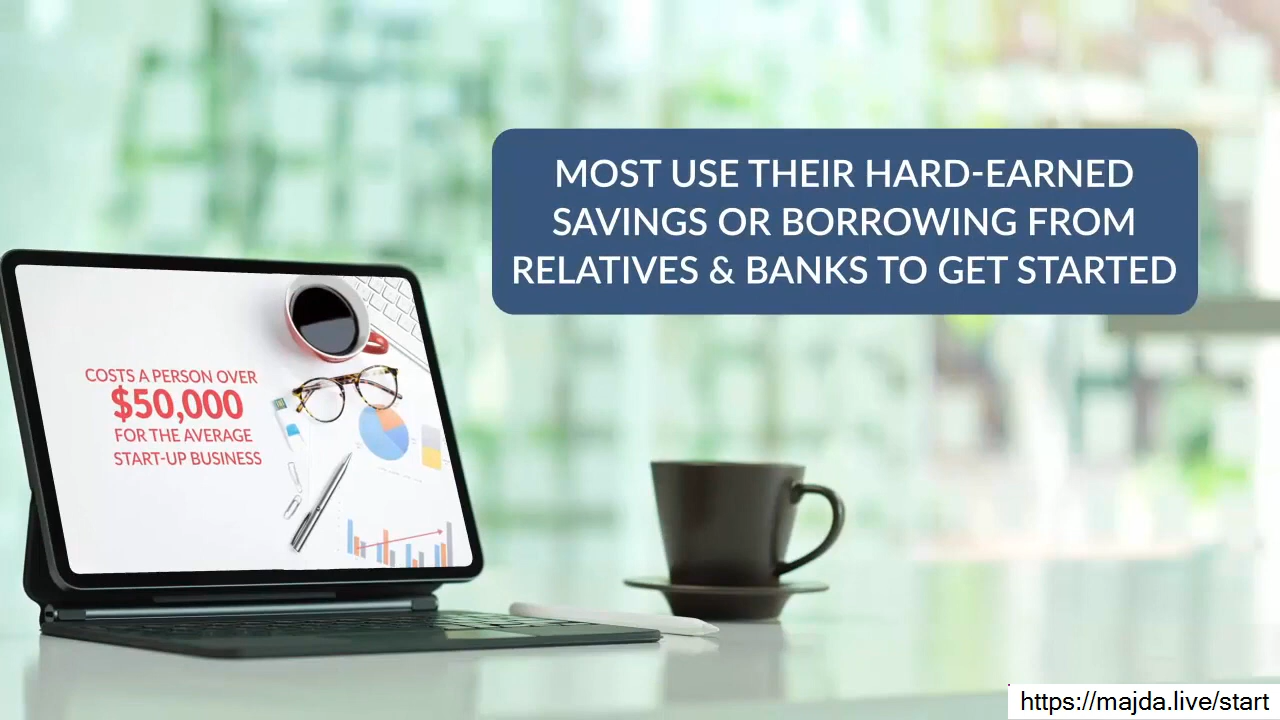 MOST USE THEIR HARD-EARNED
SAVINGS OR BORROWING FROM
RELATIVES & BANKS TO GET STARTED
COSTS A PERSON OVER
$50,000
FOR THE AVERAGE
START-UP BUSINESS
https://majda.live/start